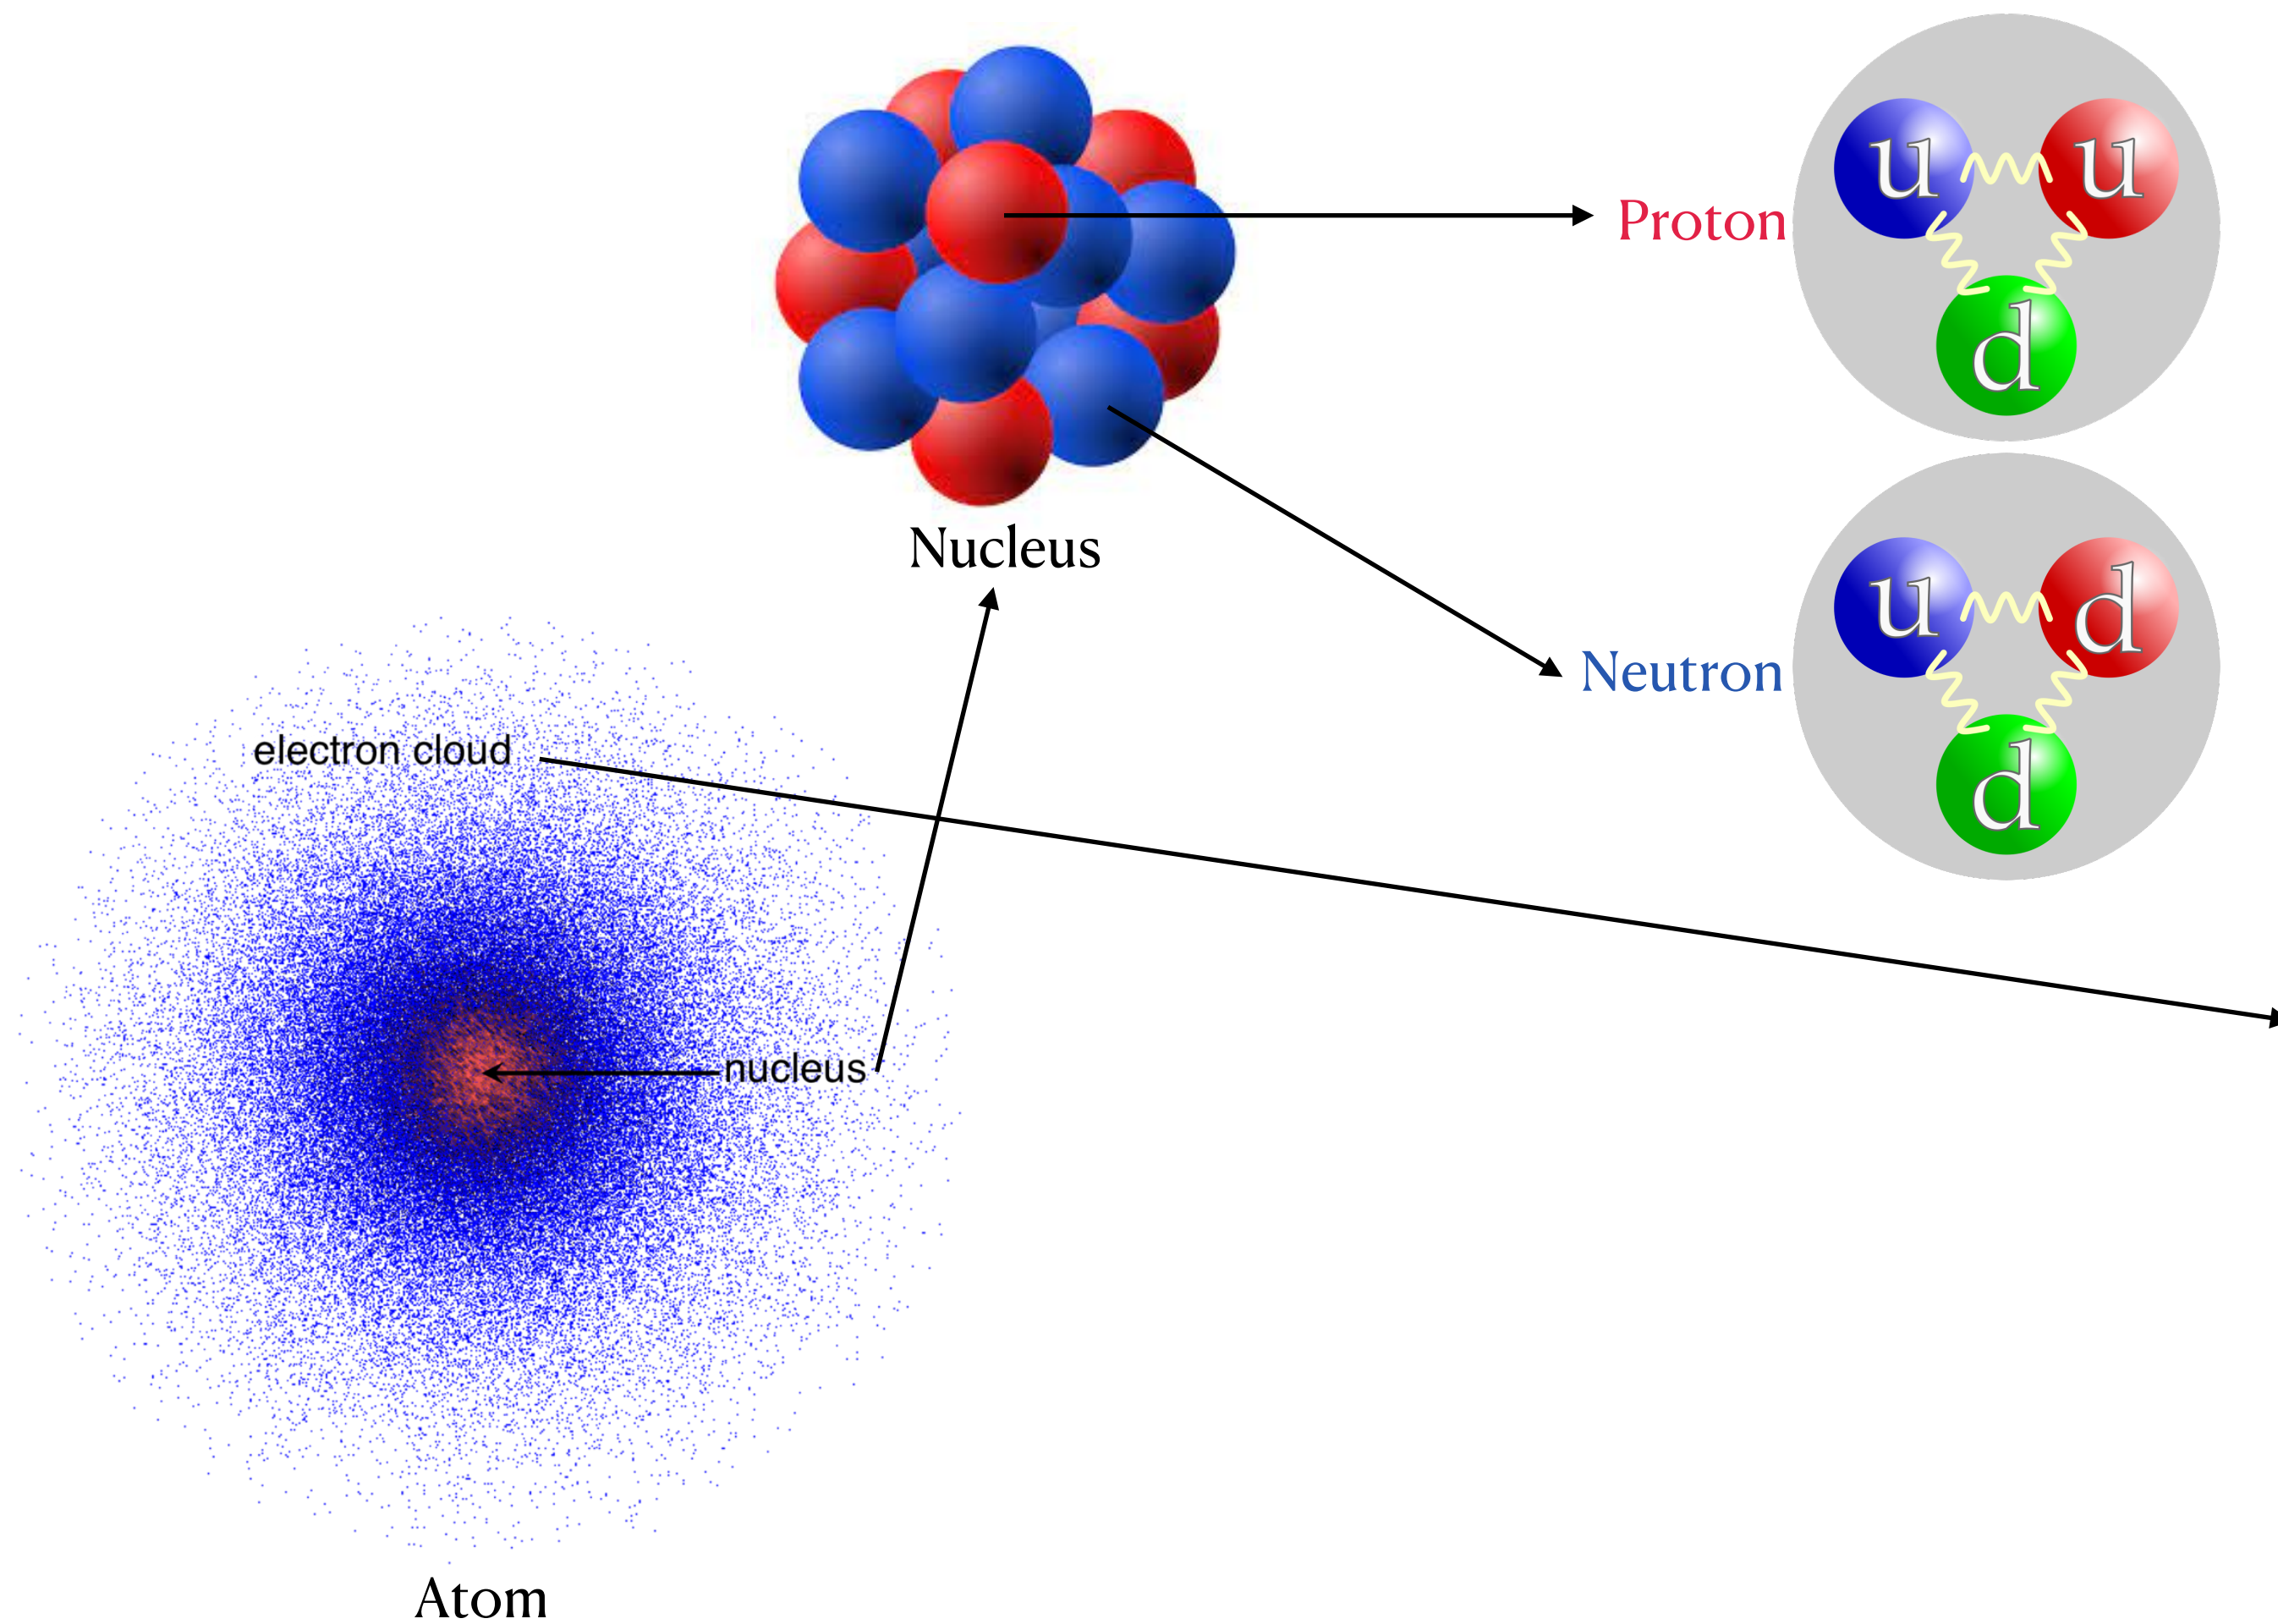 u u
Proton
d
Nucleus
u d
Neutron
d
electron cloud
nucleus
Atom